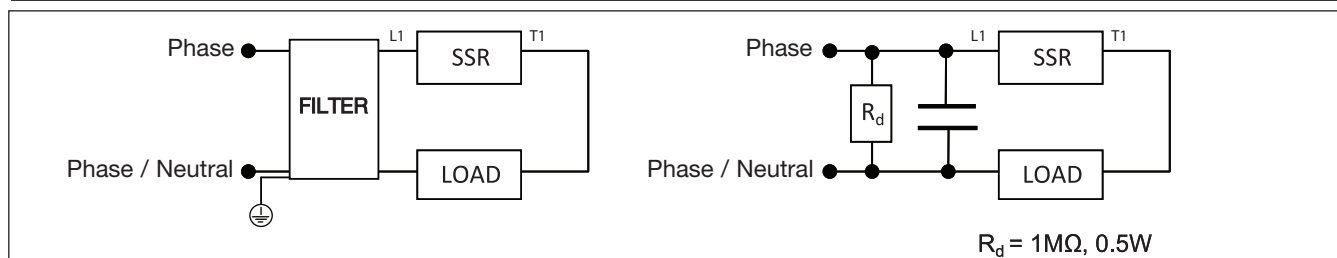 Phase
L1
SSR
T1
FILTER
Phase / Neutral
LOAD
Phase
L1
SSR
T1
Rd
Phase / Neutral
LOAD
Rd = 1MΩ, 0.5W